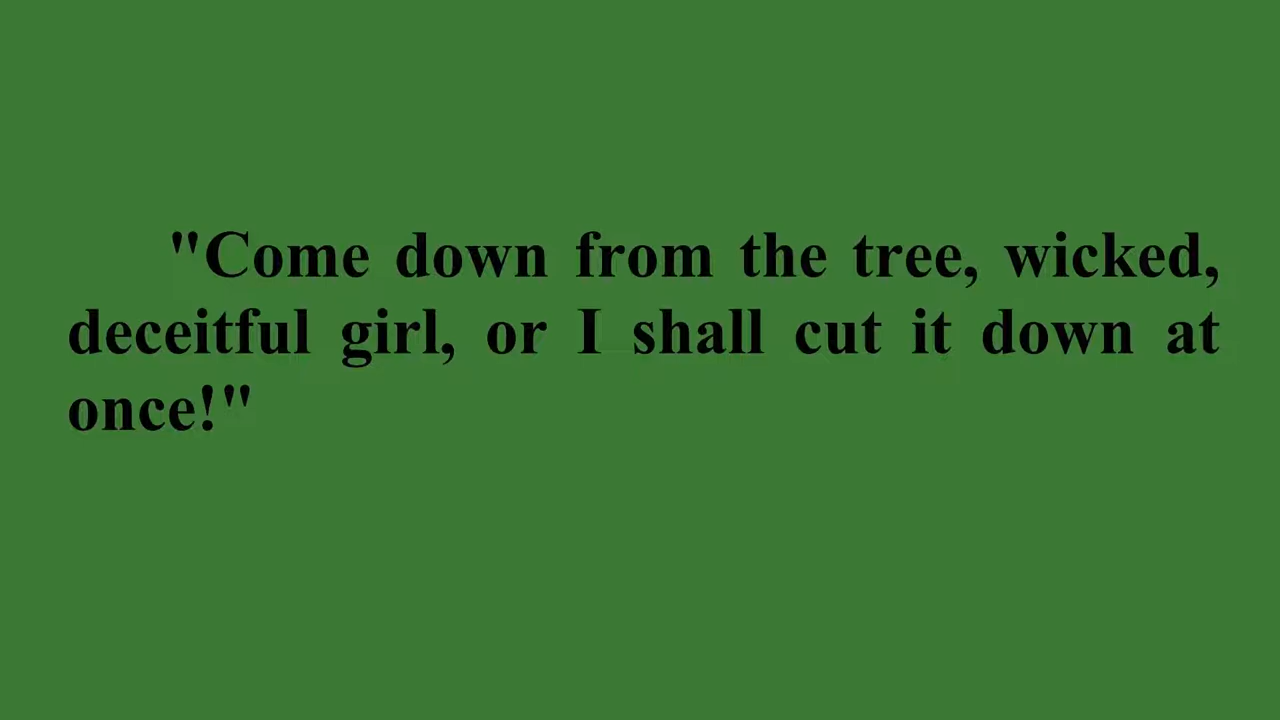 "Come down from the tree, wicked,
deceitful girl, or I shall cut it down at
once!"